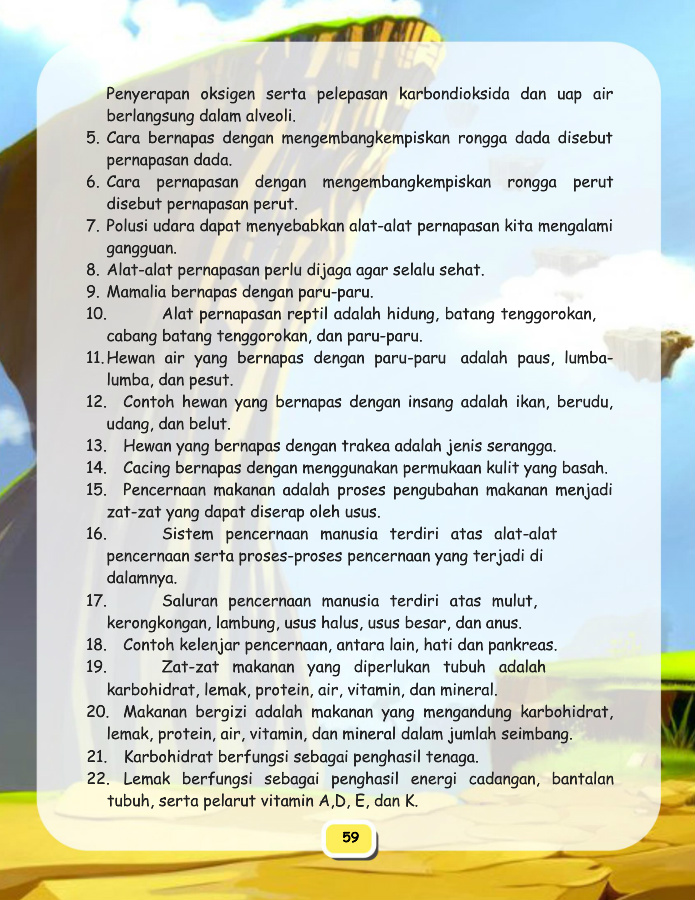 Penyerapan oksigen serta pelepasan karbondioksida dan uap air
berlangsung dalam alveoli.
5. Cara bernapas dengan mengembangkempiskan rongga dada disebut
pernapasan dada.
6. Cara pernapasan dengan mengembangkempiskan rongga perut
disebut pernapasan perut.
7. Polusi udara dapat menyebabkan alat-alat pernapasan kita mengalami
gangguan.
8. Alat-alat pernapasan perlu dijaga agar selalu sehat.
9. Mamalia bernapas dengan paru-paru.
10. Alat pernapasan reptil adalah hidung, batang tenggorokan,
cabang batang tenggorokan, dan paru-paru.
11. Hewan air yang bernapas dengan paru-paru adalah paus, lumba-
lumba, dan pesut.
12. Contoh hewan yang bernapas dengan insang adalah ikan, berudu,
udang, dan belut.
13. Hewan yang bernapas dengan trakea adalah jenis serangga.
14. Cacing bernapas dengan menggunakan permukaan kulit yang basah.
15. Pencernaan makanan adalah proses pengubahan makanan menjadi
zat-zat yang dapat diserap oleh usus.
16. Sistem pencernaan manusia terdiri atas alat-alat
pencernaan serta proses-proses pencernaan yang terjadi di
dalamnya.
17. Saluran pencernaan manusia terdiri atas mulut,
kerongkongan, lambung, usus halus, usus besar, dan anus.
18. Contoh kelenjar pencernaan, antara lain, hati dan pankreas.
19. Zat-zat makanan yang diperlukan tubuh adalah
karbohidrat, lemak, protein, air, vitamin, dan mineral.
20. Makanan bergizi adalah makanan yang mengandung karbohidrat,
lemak, protein, air, vitamin, dan mineral dalam jumlah seimbang.
21. Karbohidrat berfungsi sebagai penghasil tenaga.
22. Lemak berfungsi sebagai penghasil energi cadangan, bantalan
tubuh, serta pelarut vitamin A,D, E, dan K.
59